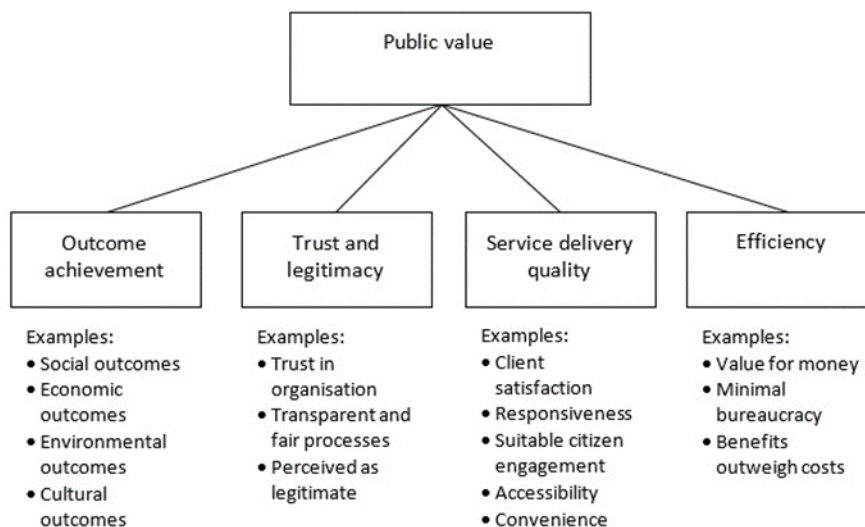 Public value
Outcome
achievement
Trust and
legitimacy
Service delivery
quality
Efficiency
Examples:
• Social outcomes
• Economic
outcomes
• Environmental
outcomes
• Cultural
outcomes
Examples:
• Trust in
organisation
• Transparent and
fair processes
• Perceived as
legitimate
Examples:
• Client
satisfaction
• Responsiveness
• Suitable citizen
engagement
• Accessibility
• Convenience
Examples:
• Value for money
• Minimal
bureaucracy
• Benefits
outweigh costs